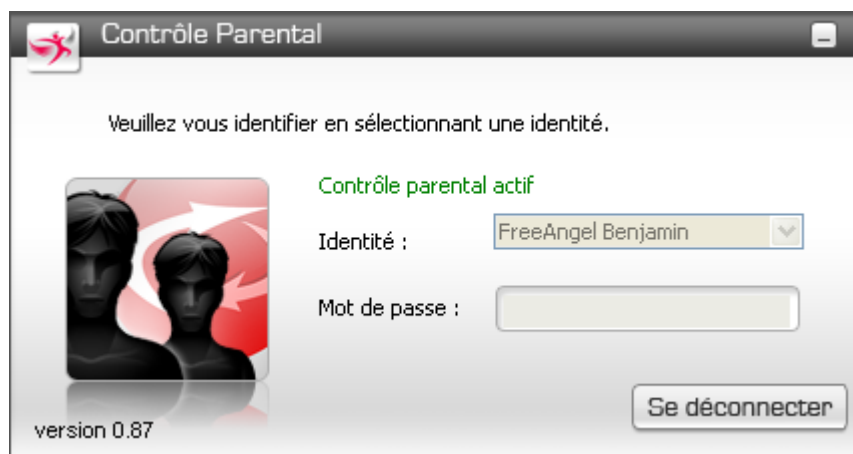 Contrôle Parental
Veuillez vous identifier en sélectionnant une identité.
Contrôle parental actif
Identité :
FreeAngel Benjamin
Mot de passe :
Se déconnecter
version 0.87